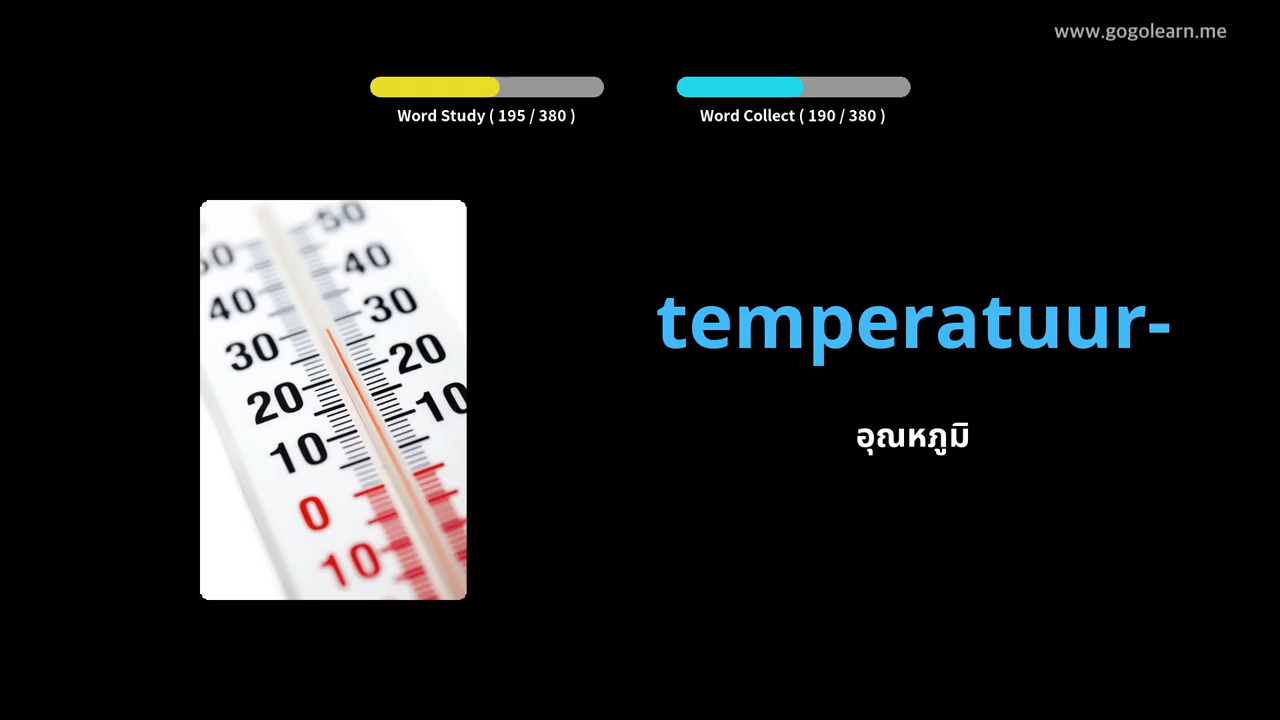 www.gogolearn.me
Word Study ( 195 / 380 )
Word Collect ( 190 / 380 )
50
50
40
40
30
30
20
20
10
10
0
10
temperatuur-
อุณหภูมิ